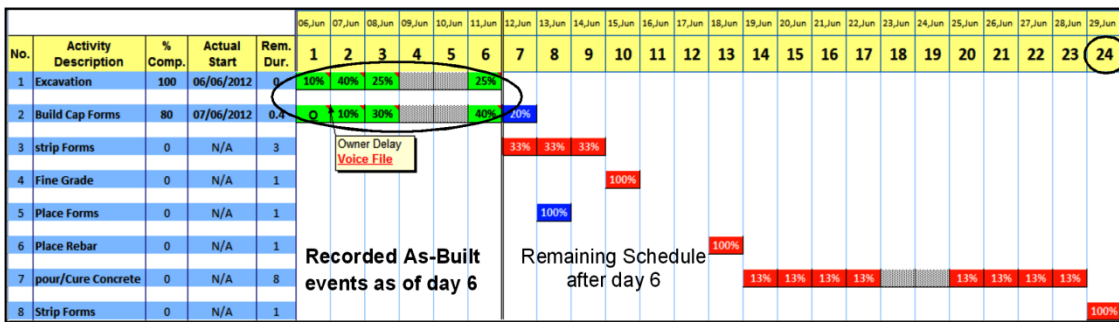 06,Jun 07,Jun 08,Jun 09,Jun 10,Jun 11,Jun 12,Jun 13,Jun 14,Jun 15,Jun 16,Jun 17,Jun 18,Jun 19,Jun 20,Jun 21,Jun 22,Jun 23,Jun 24,Jun 25,Jun 26,Jun 27,Jun 28,Jun 29,Jun
No. Activity Description % Comp. Actual Start Rem. Dur. 1 2 3 4 5 6 7 8 9 10 11 12 13 14 15 16 17 18 19 20 21 22 23 24
1 Excavation 100 06/06/2012 0 10% 40% 25% 25%
2 Build Cap Forms 80 07/06/2012 0.4 O 10% 30% 40% 20%
Owner Delay
Voice File
3 strip Forms 0 N/A 3 33% 33% 33%
4 Fine Grade 0 N/A 1 100%
5 Place Forms 0 N/A 1 100%
6 Place Rebar 0 N/A 1 100%
Recorded As-Built
events as of day 6
Remaining Schedule
after day 6
7 pour/Cure Concrete 0 N/A 8 13% 13% 13% 13% 13% 13% 13% 13%
8 Strip Forms 0 N/A 1 100%